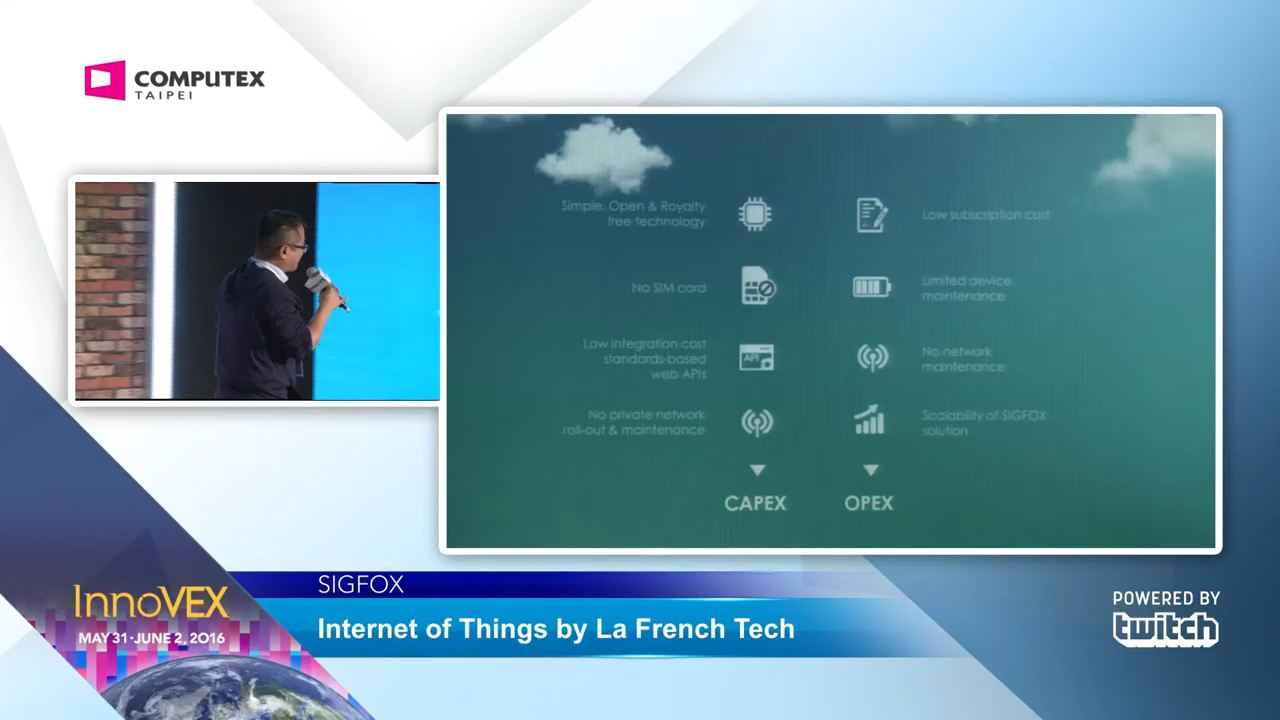 COMPUTEX
TAIPEI
Simple, Open & Royalty
free technology
Low subscription cost
No SIM card
Limited device
maintenance
Low integration cost
standards-based
web APIs
API
No network
maintenance
No private network
roll-out & maintenance
Scalability of SIGFOX
solution
CAPEX
OPEX
SIGFOX
Internet of Things by La French Tech
INNOVEX
MAY 31-JUNE 2, 2016
POWERED BY
twitch